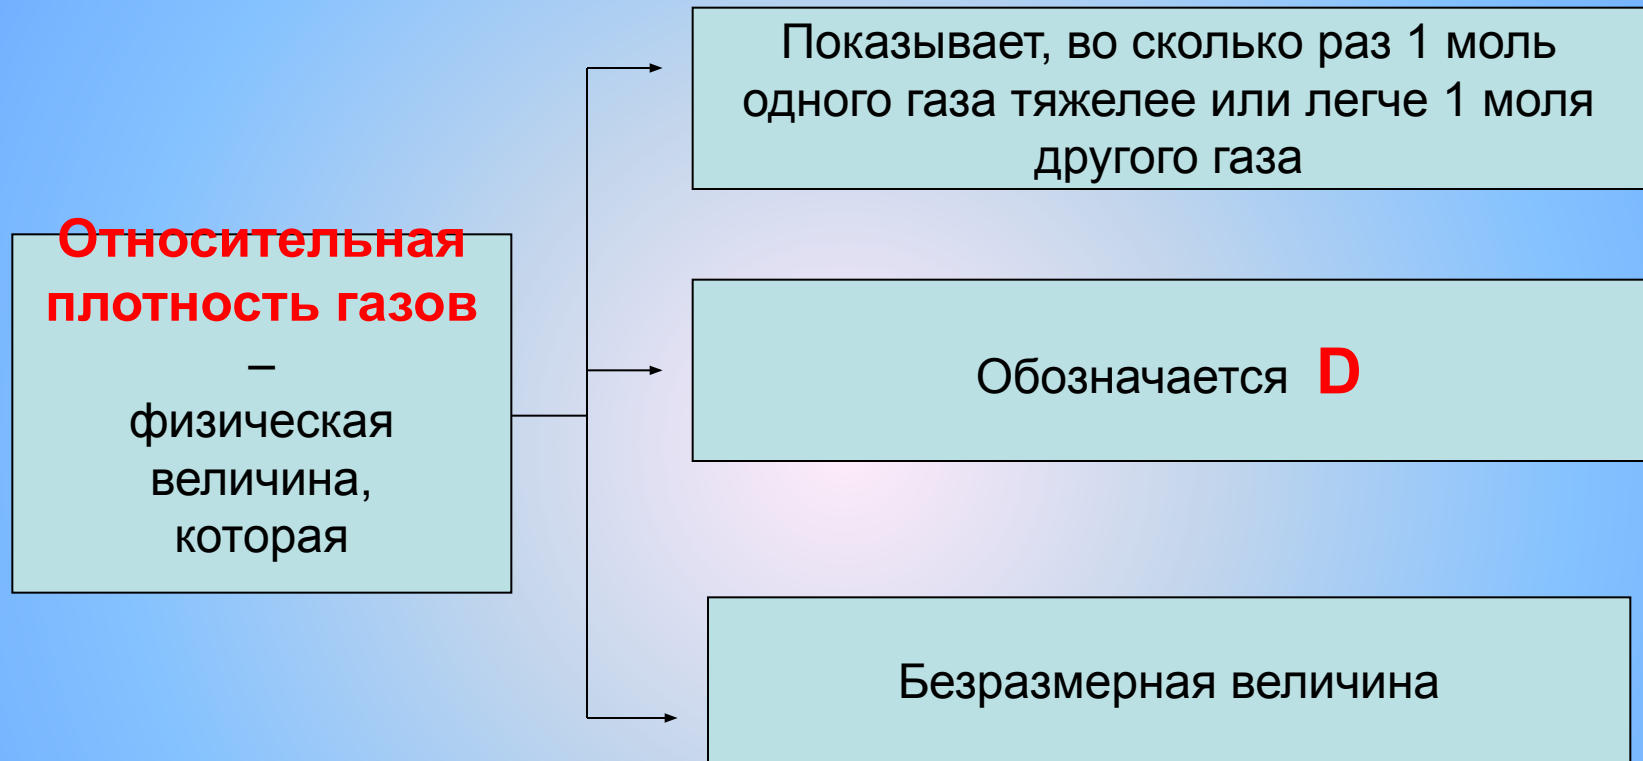 Относительная
плотность газов
–
физическая
величина,
которая
Показывает, во сколько раз 1 моль
одного газа тяжелее или легче 1 моля
другого газа
Обозначается D
Безразмерная величина